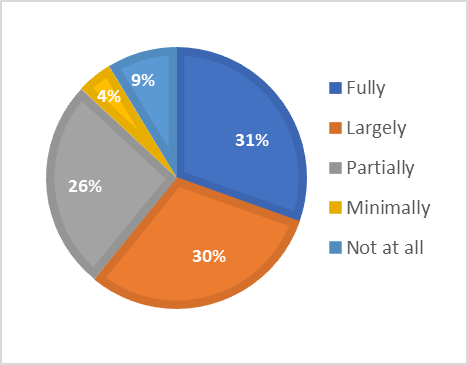 9%
4%
31%
26%
30%
Fully
Largely
Partially
Minimally
Not at all